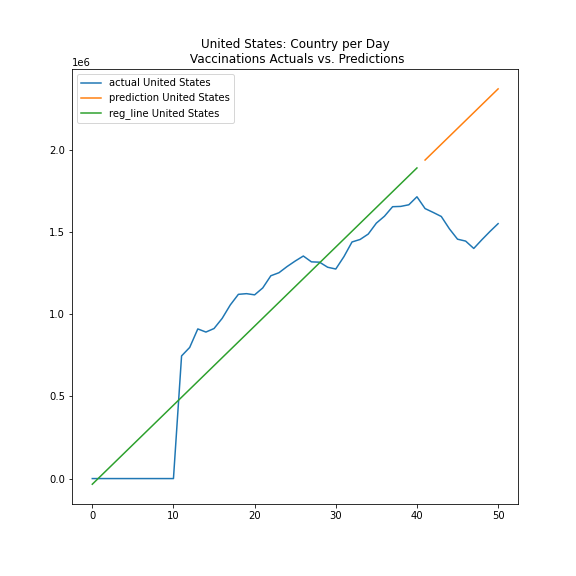 United States: Country per Day
Vaccinations Actuals vs. Predictions
1e6
actual United States
prediction United States
reg_line United States
2.0
1.5
1.0
0.5
0.0
0 10 20 30 40 50